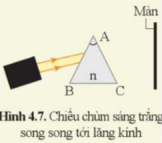 Màn
A
n
B
C
Hình 4.7. Chiếu chùm sáng trắng
song song tới lăng kính